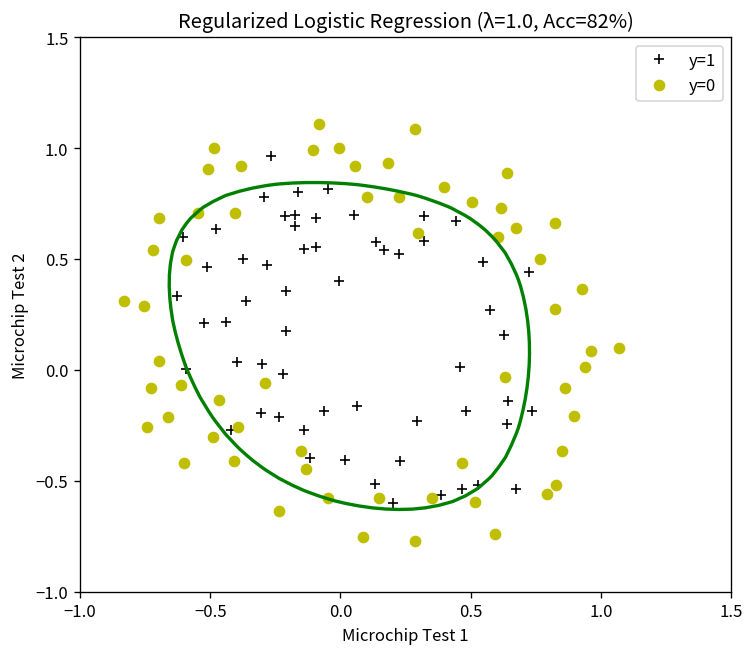 Regularized Logistic Regression (λ=1.0, Acc=82%)
y=1
y=0
1.5
1.0
0.5
0.0
−0.5
−1.0
Microchip Test 2
−1.0 −0.5 0.0 0.5 1.0 1.5
Microchip Test 1